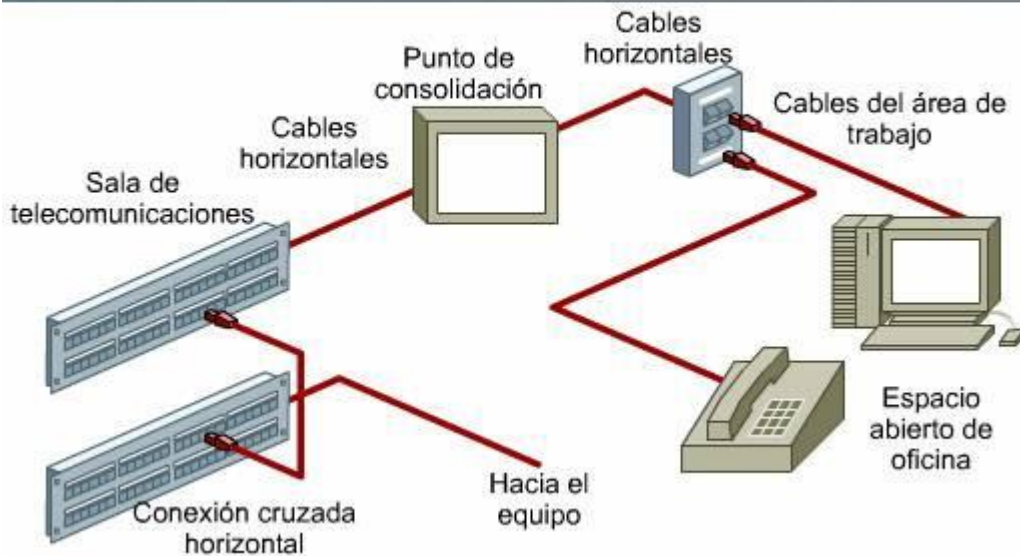 Cables
horizontales
Punto de
consolidación
Cables del área de
trabajo
Cables
horizontales
Sala de
telecomunicaciones
Espacio
abierto de
oficina
Hacia el
equipo
Conexión cruzada
horizontal